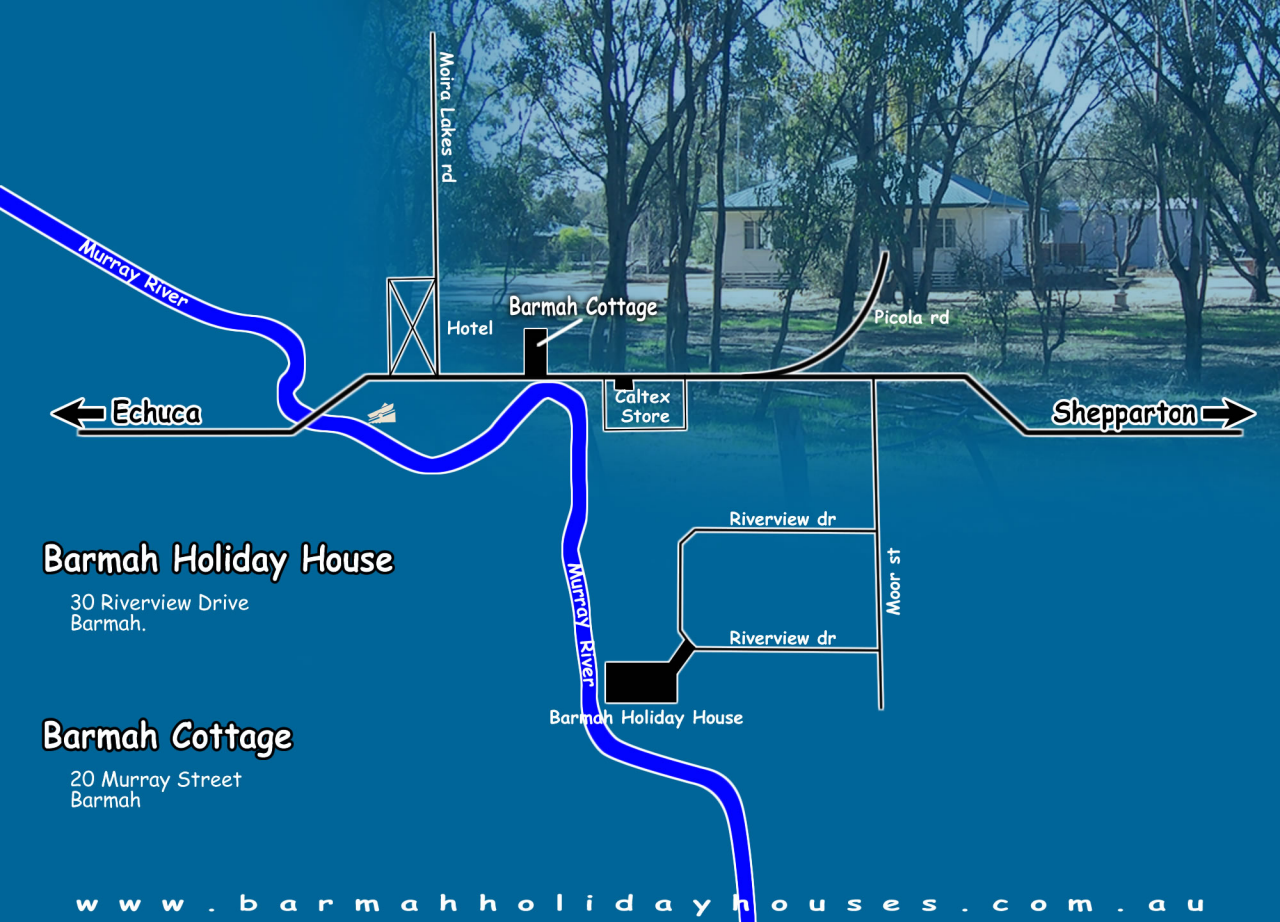 Moira Lakes rd
Murray River
Barmah Cottage
Hotel
Picola rd
Caltex
Store
Echuca
Shepparton
Riverview dr
Moor st
Murray River
Riverview dr
Barmah Holiday House
Barmah Holiday House
30 Riverview Drive
Barmah.
Barmah Cottage
20 Murray Street
Barmah
www.barmahholidayhouses.com.au